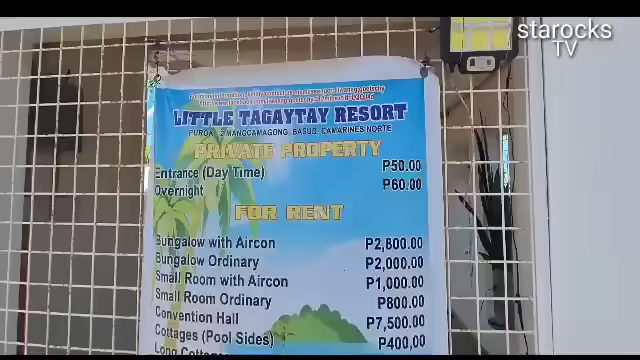 starocks
TV
LITTLE TAGAYTAY RESORT
PUROK 2 MANGCAMAGONG, BASUD, CAMARINES NORTE
PRIVATE PROPERTY
Entrance (Day Time) P50.00
Overnight P60.00
FOR RENT
Bungalow with Aircon P2,800.00
Bungalow Ordinary P2,000.00
Small Room with Aircon P1,000.00
Small Room Ordinary P800.00
Convention Hall P7,500.00
Cottages (Pool Sides) P400,00
Long